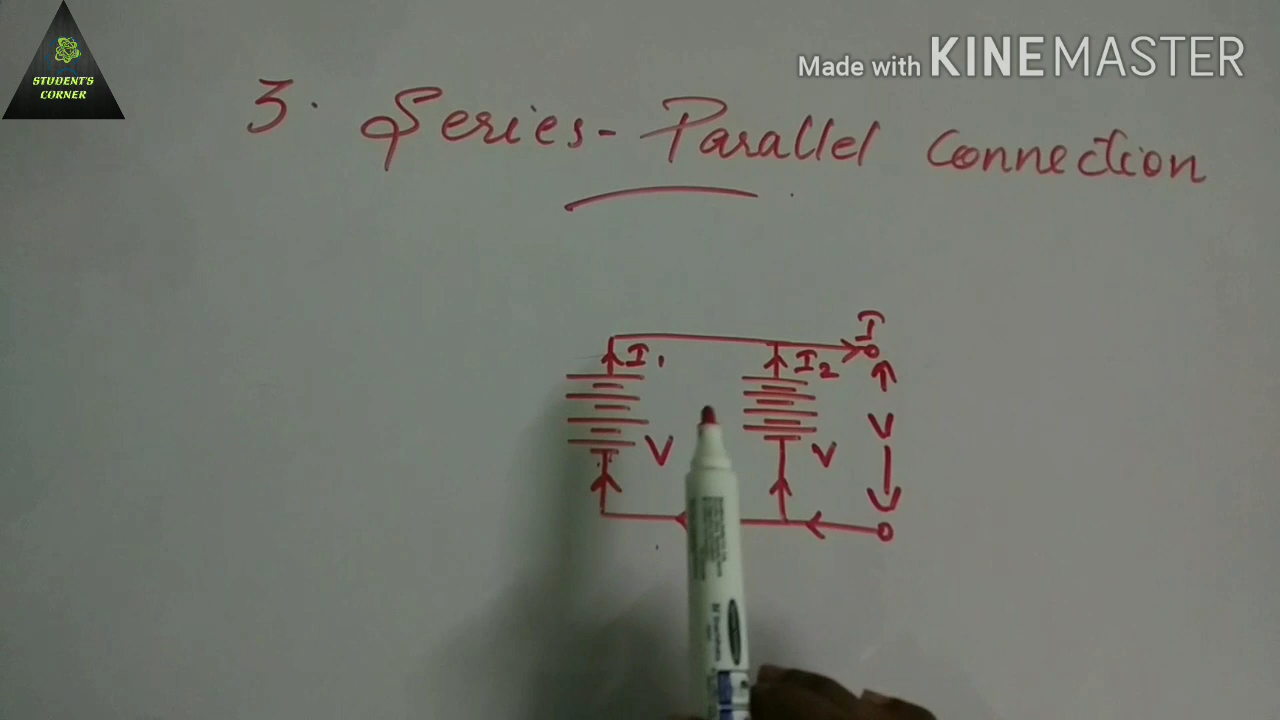 STUDENT'S
CORNER
Made with KINEMASTER
3. Series-Parallel Connection
I
I₁
I₂
V
V
V